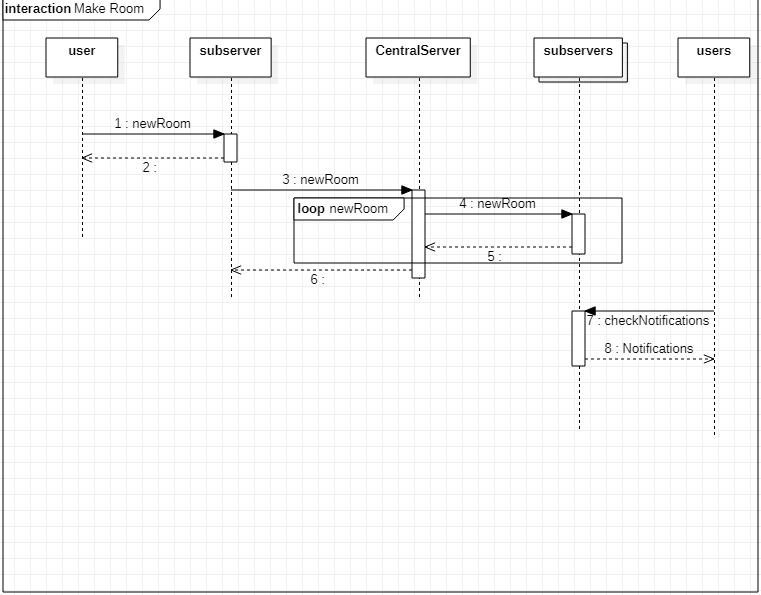 interaction Make Room
user
subserver
CentralServer
subservers
users
1 : newRoom
2 :
3 : newRoom
loop newRoom
4 : newRoom
5 :
6 :
7 : checkNotifications
8 : Notifications